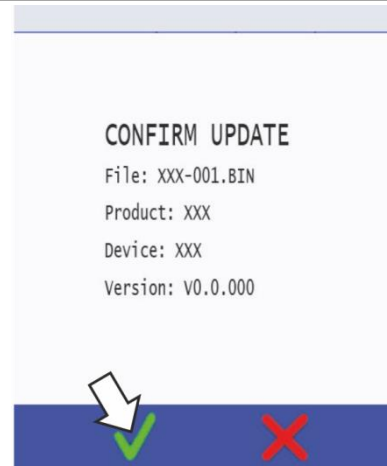 CONFIRM UPDATE
File: XXX-001.BIN
Product: XXX
Device: XXX
Version: V0.0.000